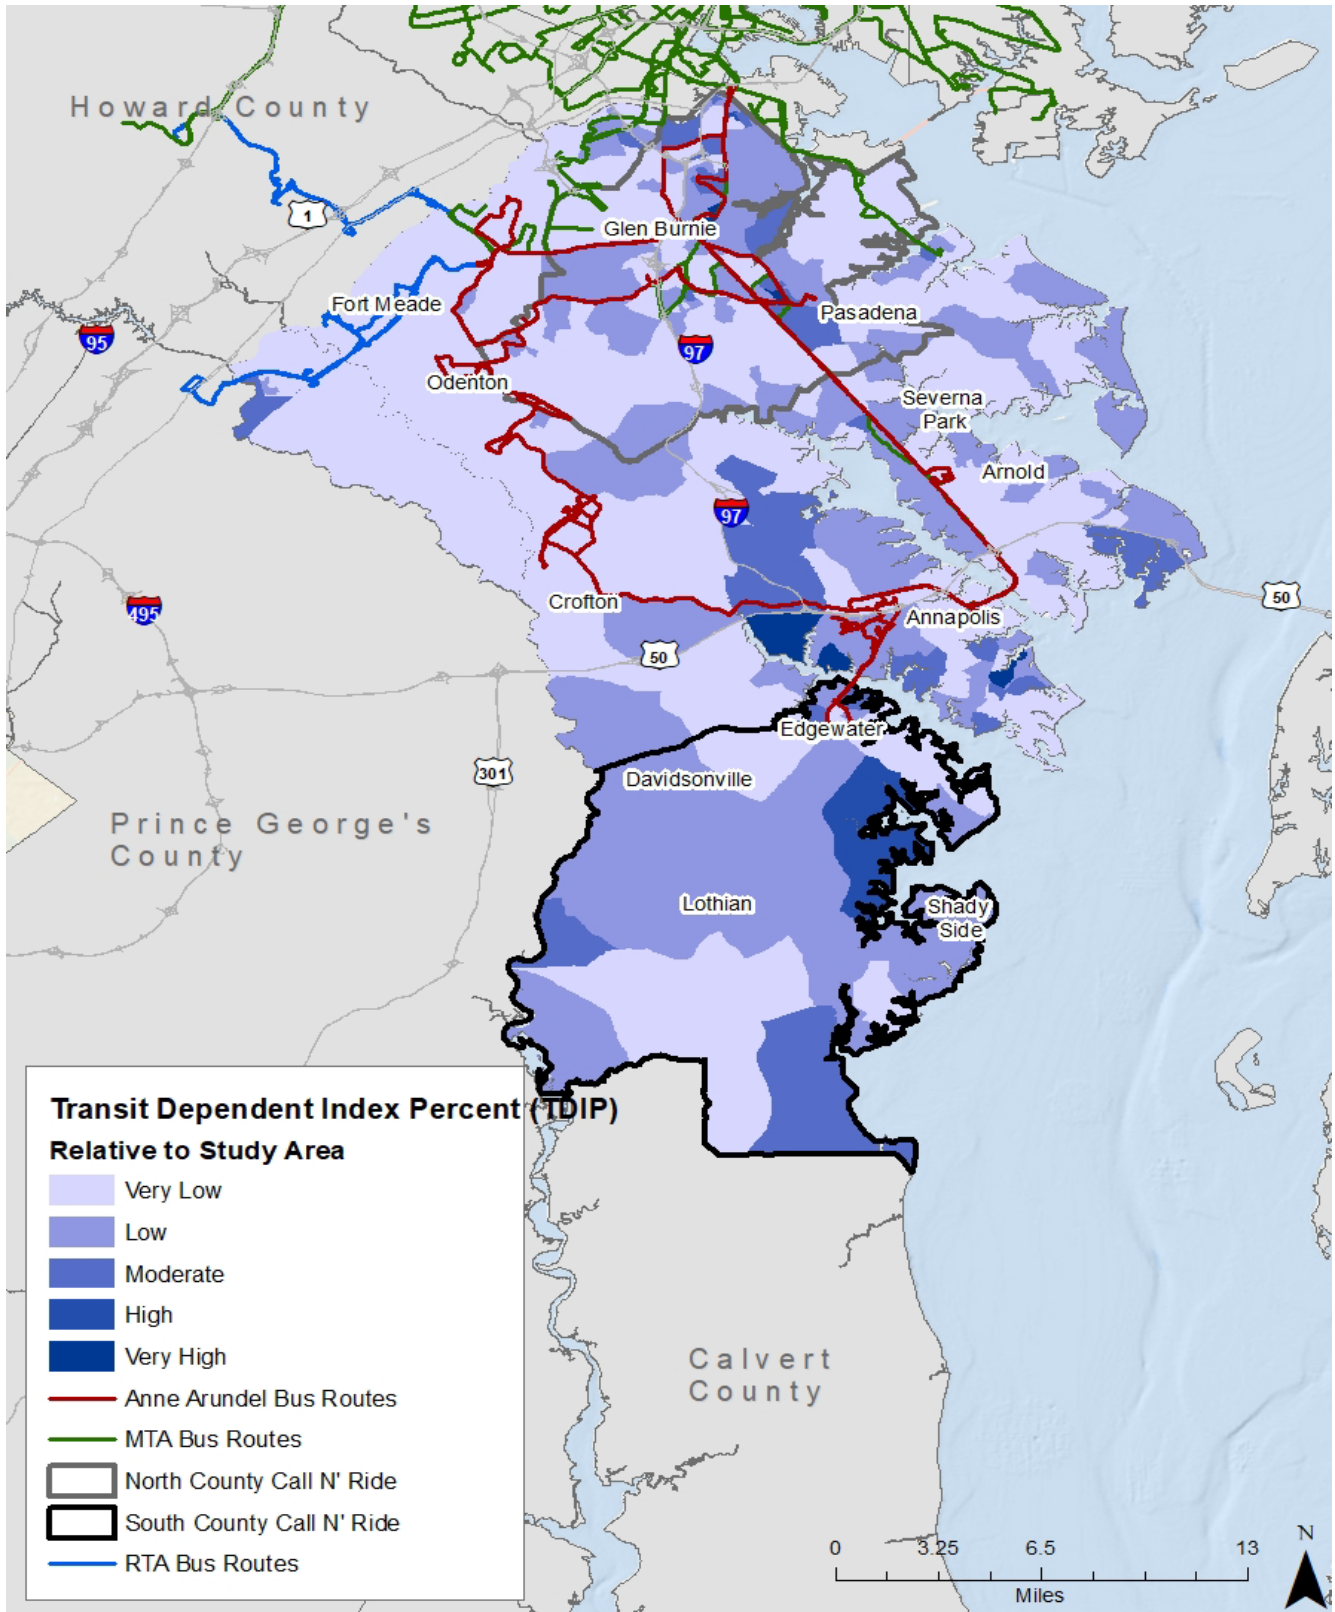 Howard County
1
Glen Burnie
Fort Meade
95
Pasadena
97
Odenton
Severna
Park
Arnold
97
495
Crofton
50
Annapolis
50
Edgewater
301
Davidsonville
Prince George's
County
Lothian
Shady
Side
Transit Dependent Index Percent (TDIP)
Relative to Study Area
Very Low
Low
Moderate
High
Very High
Anne Arundel Bus Routes
MTA Bus Routes
North County Call N' Ride
South County Call N' Ride
RTA Bus Routes
Calvert
County
0 3.25 6.5 13
Miles
N